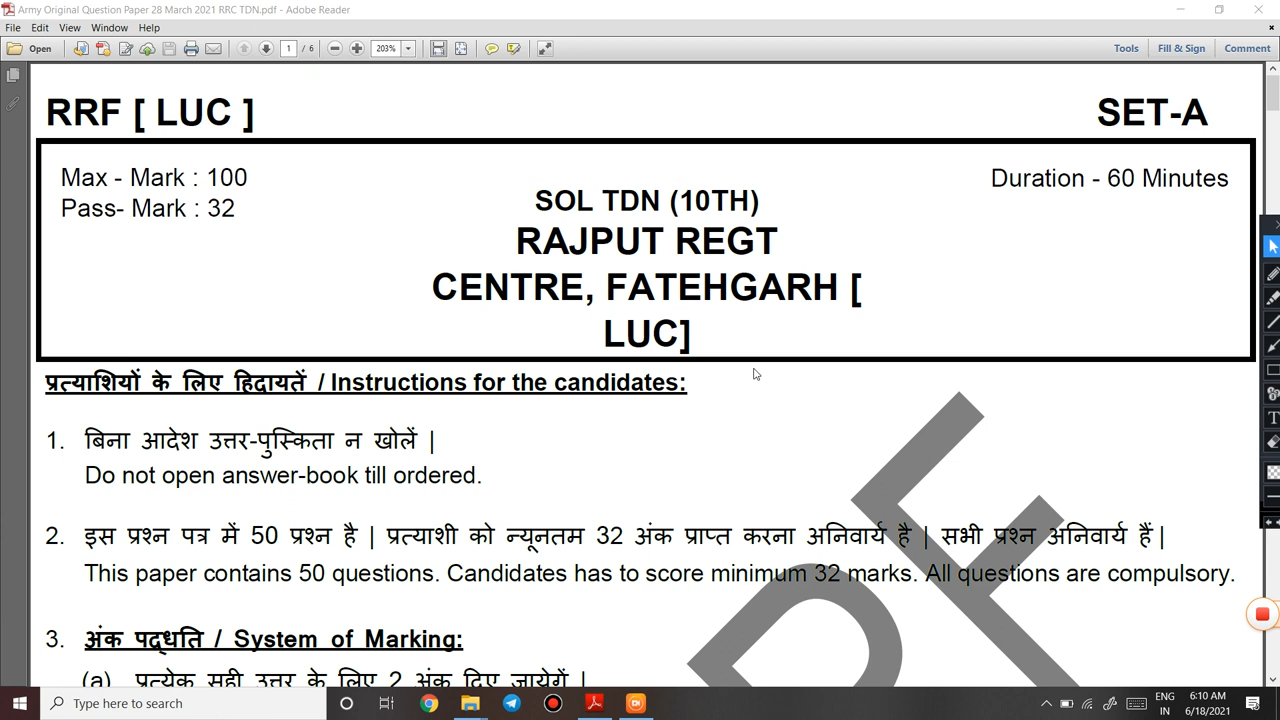 Army Original Question Paper 28 March 2021 RRC TDN.pdf - Adobe Reader
File Edit View Window Help
Open 1 / 6 203% Tools Fill & Sign Comment
RRF [ LUC ] SET-A
Max - Mark : 100 Duration - 60 Minutes
Pass- Mark : 32
SOL TDN (10TH)
RAJPUT REGT
CENTRE, FATEHGARH [
LUC]
प्रत्याशियों के लिए हिदायतें / Instructions for the candidates:
1. बिना आदेश उत्तर-पुस्किता न खोलें |
Do not open answer-book till ordered.
2. इस प्रश्न पत्र में 50 प्रश्न है | प्रत्याशी को न्यूनतम 32 अंक प्राप्त करना अनिवार्य है | सभी प्रश्न अनिवार्य हैं|
This paper contains 50 questions. Candidates has to score minimum 32 marks. All questions are compulsory.
3. अंक पद्धति / System of Marking:
(a) प्रत्येक सही उत्तर के लिए 2 अंक दिए जायेगें |
Type here to search
ENG 6:10 AM
IN 6/18/2021